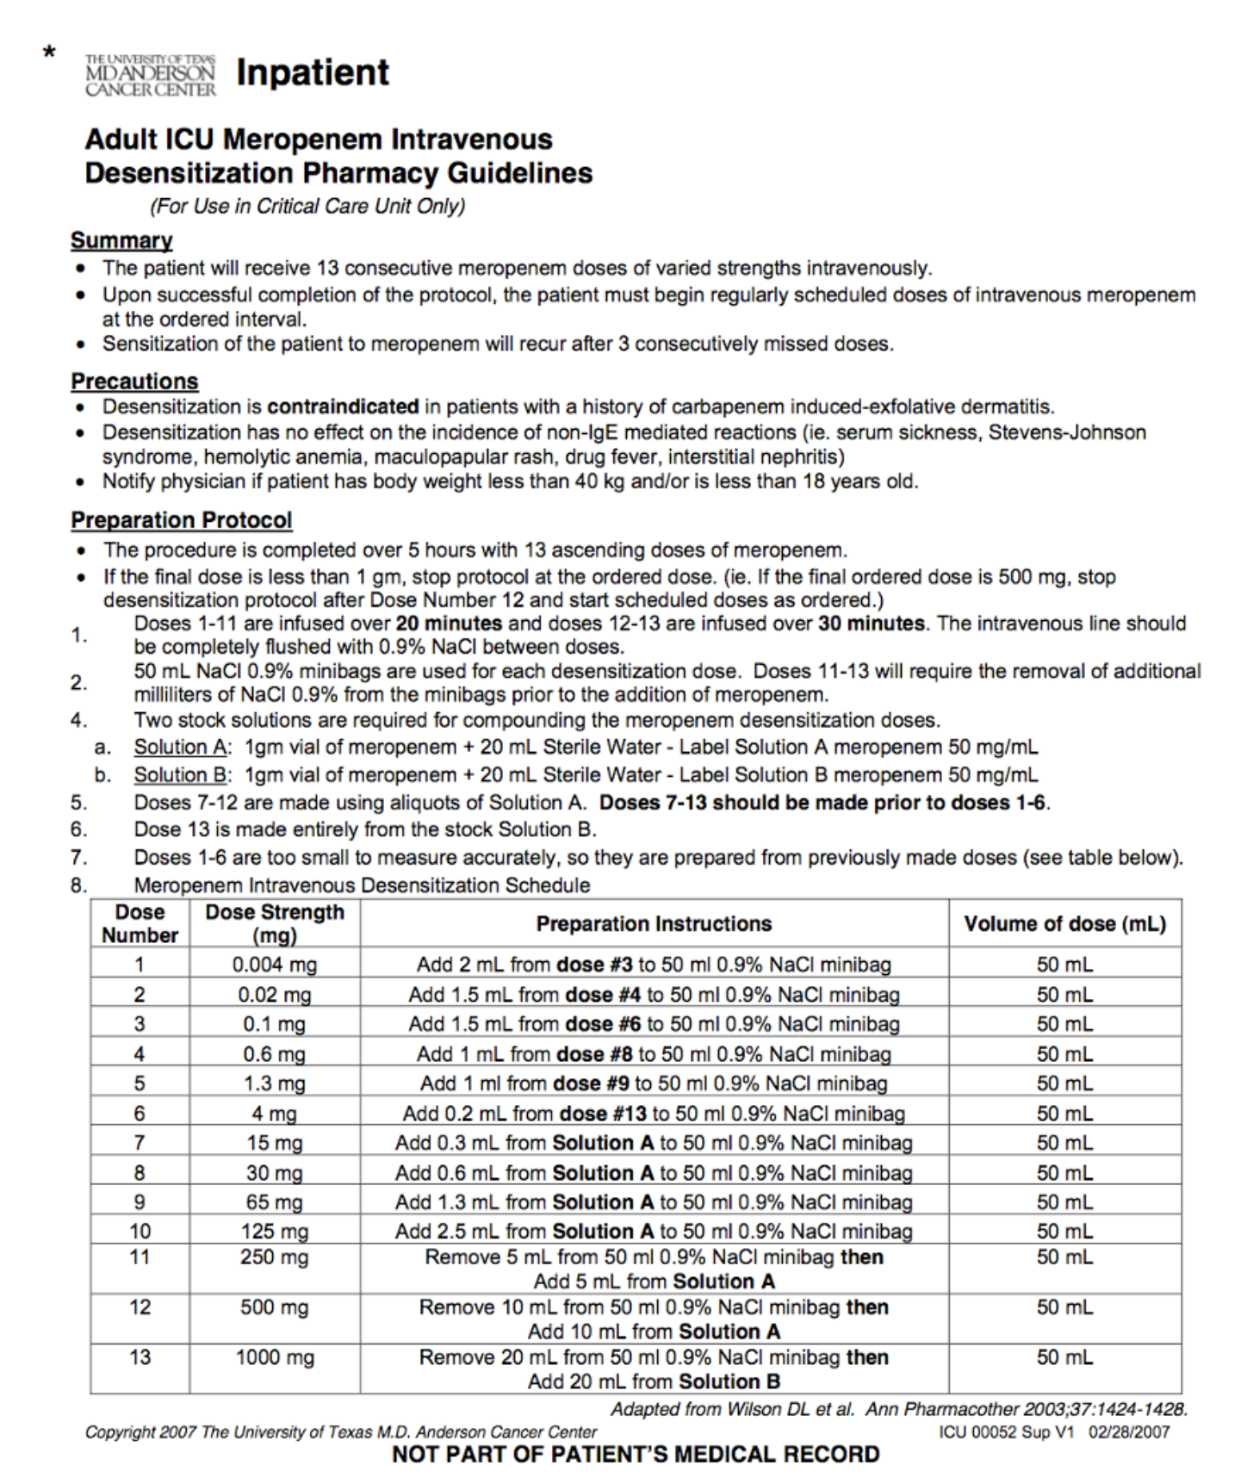 *
THE UNIVERSITY OF TEXAS
MD ANDERSON
CANCER CENTER
Inpatient
Adult ICU Meropenem Intravenous
Desensitization Pharmacy Guidelines
(For Use in Critical Care Unit Only)
Summary
• The patient will receive 13 consecutive meropenem doses of varied strengths intravenously.
• Upon successful completion of the protocol, the patient must begin regularly scheduled doses of intravenous meropenem
at the ordered interval.
• Sensitization of the patient to meropenem will recur after 3 consecutively missed doses.
Precautions
• Desensitization is contraindicated in patients with a history of carbapenem induced-exfolative dermatitis.
• Desensitization has no effect on the incidence of non-IgE mediated reactions (ie. serum sickness, Stevens-Johnson
syndrome, hemolytic anemia, maculopapular rash, drug fever, interstitial nephritis)
• Notify physician if patient has body weight less than 40 kg and/or is less than 18 years old.
Preparation Protocol
• The procedure is completed over 5 hours with 13 ascending doses of meropenem.
• If the final dose is less than 1 gm, stop protocol at the ordered dose. (ie. If the final ordered dose is 500 mg, stop
desensitization protocol after Dose Number 12 and start scheduled doses as ordered.)
1. Doses 1-11 are infused over 20 minutes and doses 12-13 are infused over 30 minutes. The intravenous line should
be completely flushed with 0.9% NaCl between doses.
2. 50 mL NaCl 0.9% minibags are used for each desensitization dose. Doses 11-13 will require the removal of additional
milliliters of NaCl 0.9% from the minibags prior to the addition of meropenem.
4. Two stock solutions are required for compounding the meropenem desensitization doses.
a. Solution A: 1gm vial of meropenem + 20 mL Sterile Water - Label Solution A meropenem 50 mg/mL
b. Solution B: 1gm vial of meropenem + 20 mL Sterile Water - Label Solution B meropenem 50 mg/mL
5. Doses 7-12 are made using aliquots of Solution A. Doses 7-13 should be made prior to doses 1-6.
6. Dose 13 is made entirely from the stock Solution B.
7. Doses 1-6 are too small to measure accurately, so they are prepared from previously made doses (see table below).
8. Meropenem Intravenous Desensitization Schedule
Dose Number Dose Strength (mg) Preparation Instructions Volume of dose (mL)
1 0.004 mg Add 2 mL from dose #3 to 50 ml 0.9% NaCl minibag 50 mL
2 0.02 mg Add 1.5 mL from dose #4 to 50 ml 0.9% NaCl minibag 50 mL
3 0.1 mg Add 1.5 mL from dose #6 to 50 ml 0.9% NaCl minibag 50 mL
4 0.6 mg Add 1 mL from dose #8 to 50 ml 0.9% NaCl minibag 50 mL
5 1.3 mg Add 1 ml from dose #9 to 50 ml 0.9% NaCl minibag 50 mL
6 4 mg Add 0.2 mL from dose #13 to 50 ml 0.9% NaCl minibag 50 mL
7 15 mg Add 0.3 mL from Solution A to 50 ml 0.9% NaCl minibag 50 mL
8 30 mg Add 0.6 mL from Solution A to 50 ml 0.9% NaCl minibag 50 mL
9 65 mg Add 1.3 mL from Solution A to 50 ml 0.9% NaCl minibag 50 mL
10 125 mg Add 2.5 mL from Solution A to 50 ml 0.9% NaCl minibag 50 mL
11 250 mg Remove 5 mL from 50 ml 0.9% NaCl minibag then 50 mL
Add 5 mL from Solution A
12 500 mg Remove 10 mL from 50 ml 0.9% NaCl minibag then 50 mL
Add 10 mL from Solution A
13 1000 mg Remove 20 mL from 50 ml 0.9% NaCl minibag then 50 mL
Add 20 mL from Solution B
Adapted from Wilson DL et al. Ann Pharmacother 2003;37:1424-1428.
Copyright 2007 The University of Texas M.D. Anderson Cancer Center ICU 00052 Sup V1 02/28/2007
NOT PART OF PATIENT'S MEDICAL RECORD